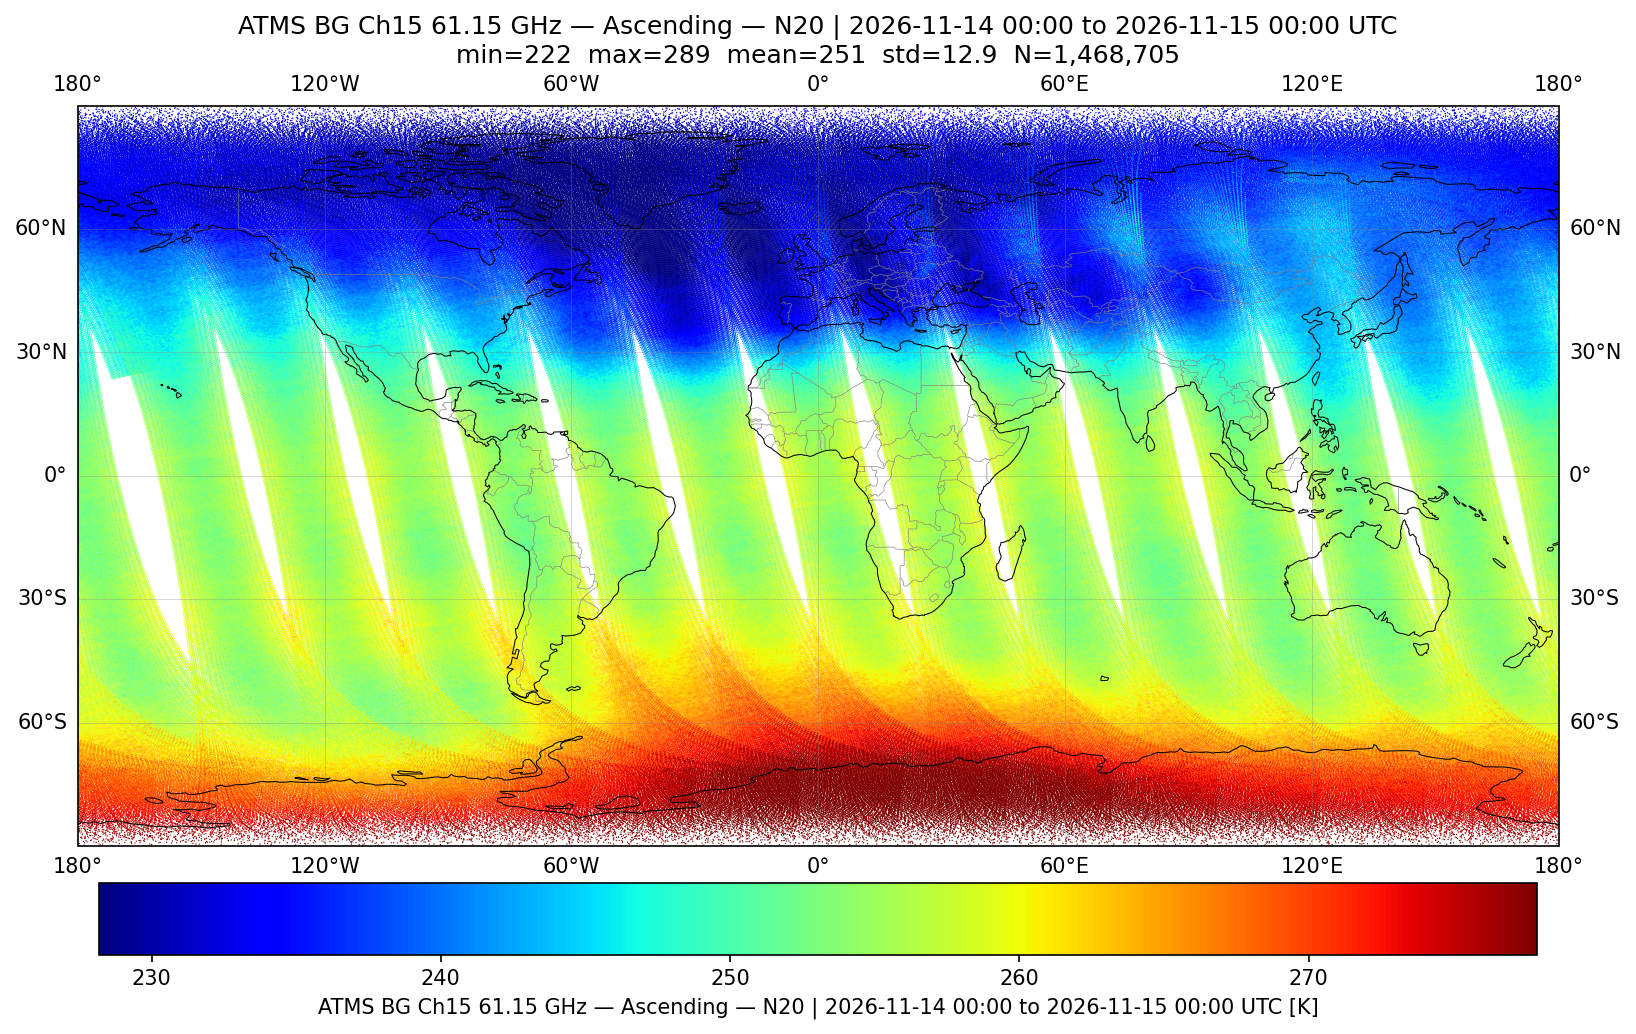 ATMS BG Ch15 61.15 GHz — Ascending — N20 | 2026-11-14 00:00 to 2026-11-15 00:00 UTC
min=222 max=289 mean=251 std=12.9 N=1,468,705
180° 120°W 60°W 0° 60°E 120°E 180°
60°N 60°N
30°N 30°N
0° 0°
30°S 30°S
60°S 60°S
180° 120°W 60°W 0° 60°E 120°E 180°
230 240 250 260 270
ATMS BG Ch15 61.15 GHz — Ascending — N20 | 2026-11-14 00:00 to 2026-11-15 00:00 UTC [K]